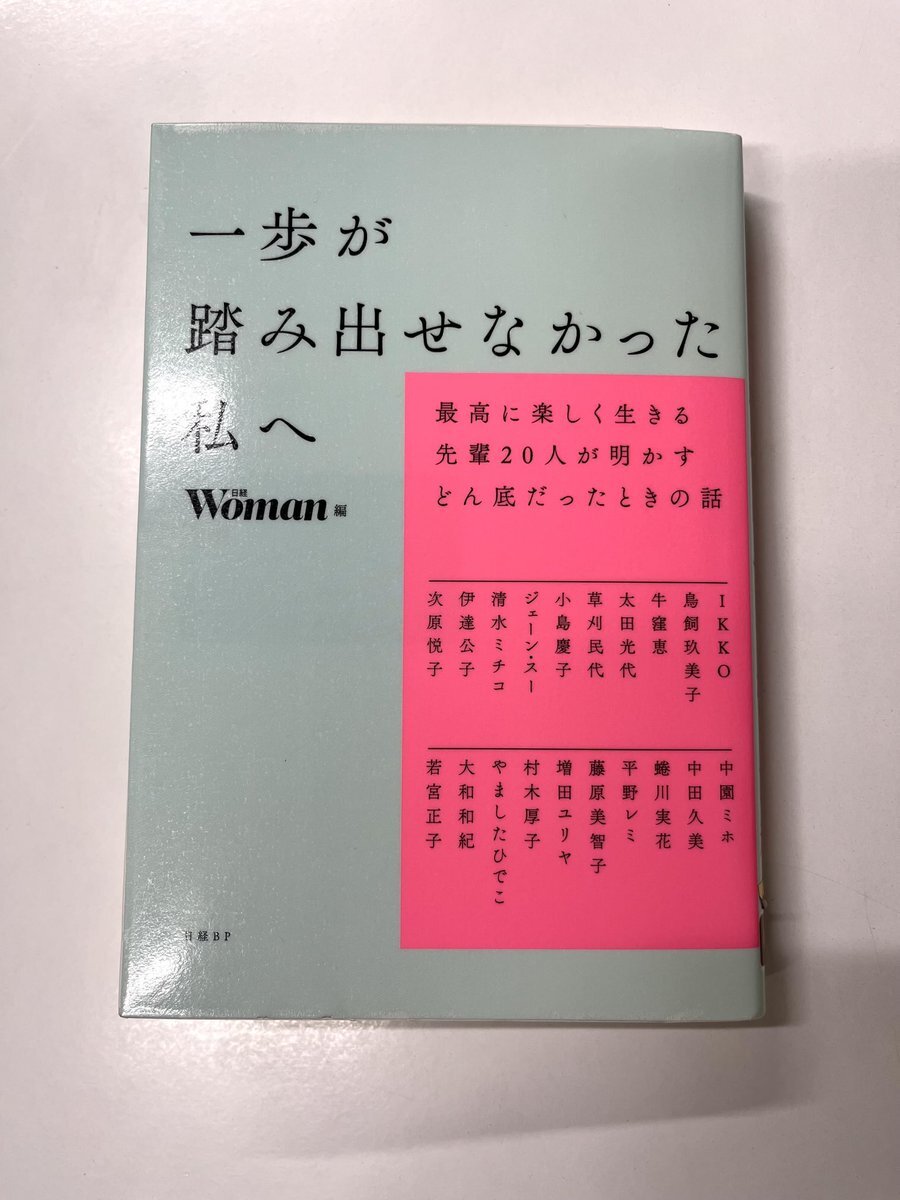 一歩が
踏み出せなかった
私へ
日経
Woman 編
最高に楽しく生きる
先輩20人が明かす
どん底だったときの話
IKKO
鳥飼玖美子
牛窪恵
太田光代
草刈民代
小島慶子
ジェーン・スー
清水ミチコ
伊達公子
次原悦子
中園ミホ
中田久美
蜷川実花
平野レミ
藤原美智子
増田ユリヤ
村木厚子
やましたひでこ
大和和紀
若宮正子
日経BP